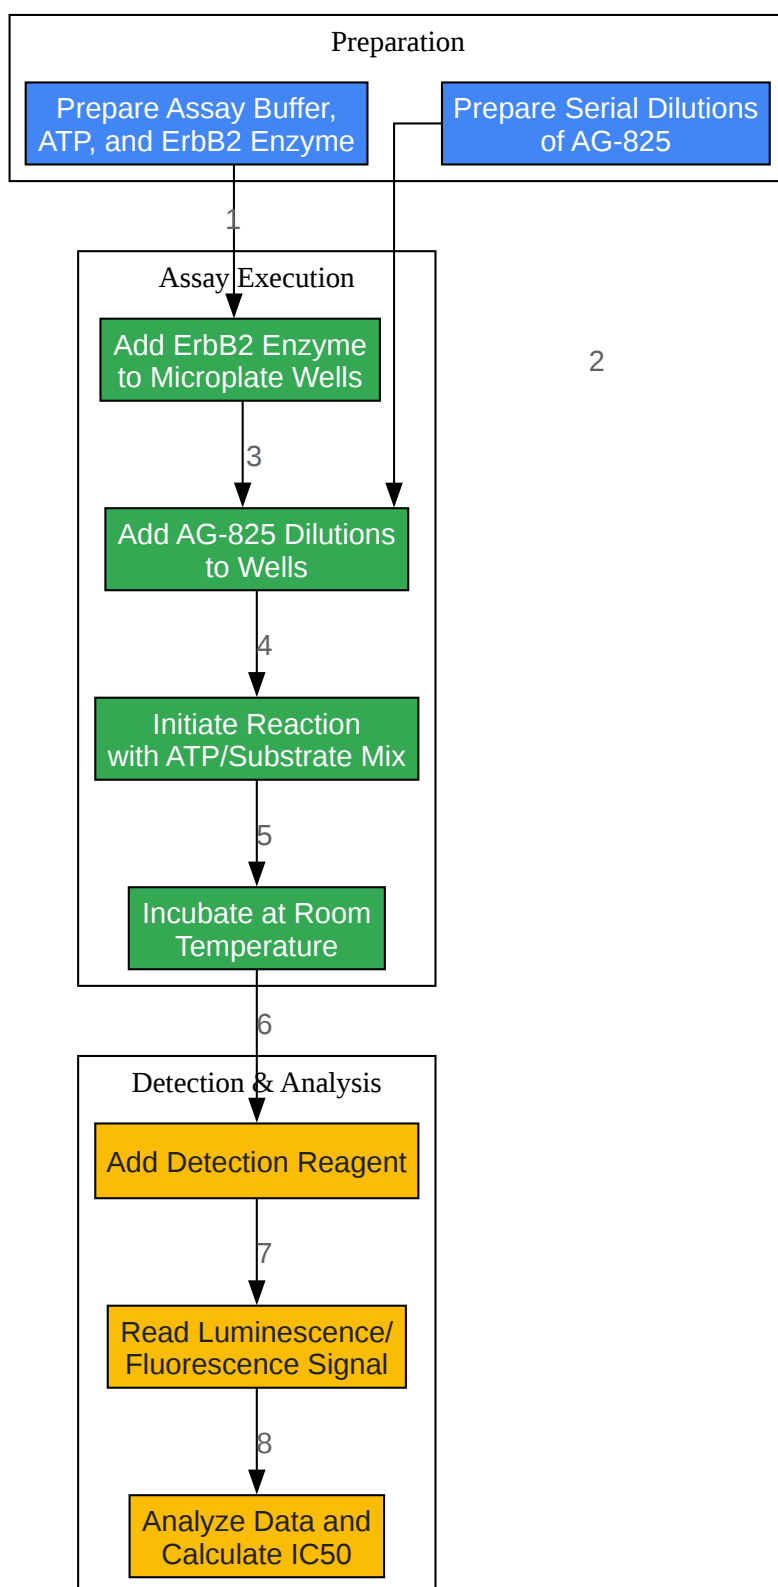 Preparation
Prepare Assay Buffer,
ATP, and ErbB2 Enzyme
Prepare Serial Dilutions
of AG-825
1
Assay Execution
Add ErbB2 Enzyme
to Microplate Wells
2
3
Add AG-825 Dilutions
to Wells
4
Initiate Reaction
with ATP/Substrate Mix
5
Incubate at Room
Temperature
6
Detection & Analysis
Add Detection Reagent
7
Read Luminescence/
Fluorescence Signal
8
Analyze Data and
Calculate IC50